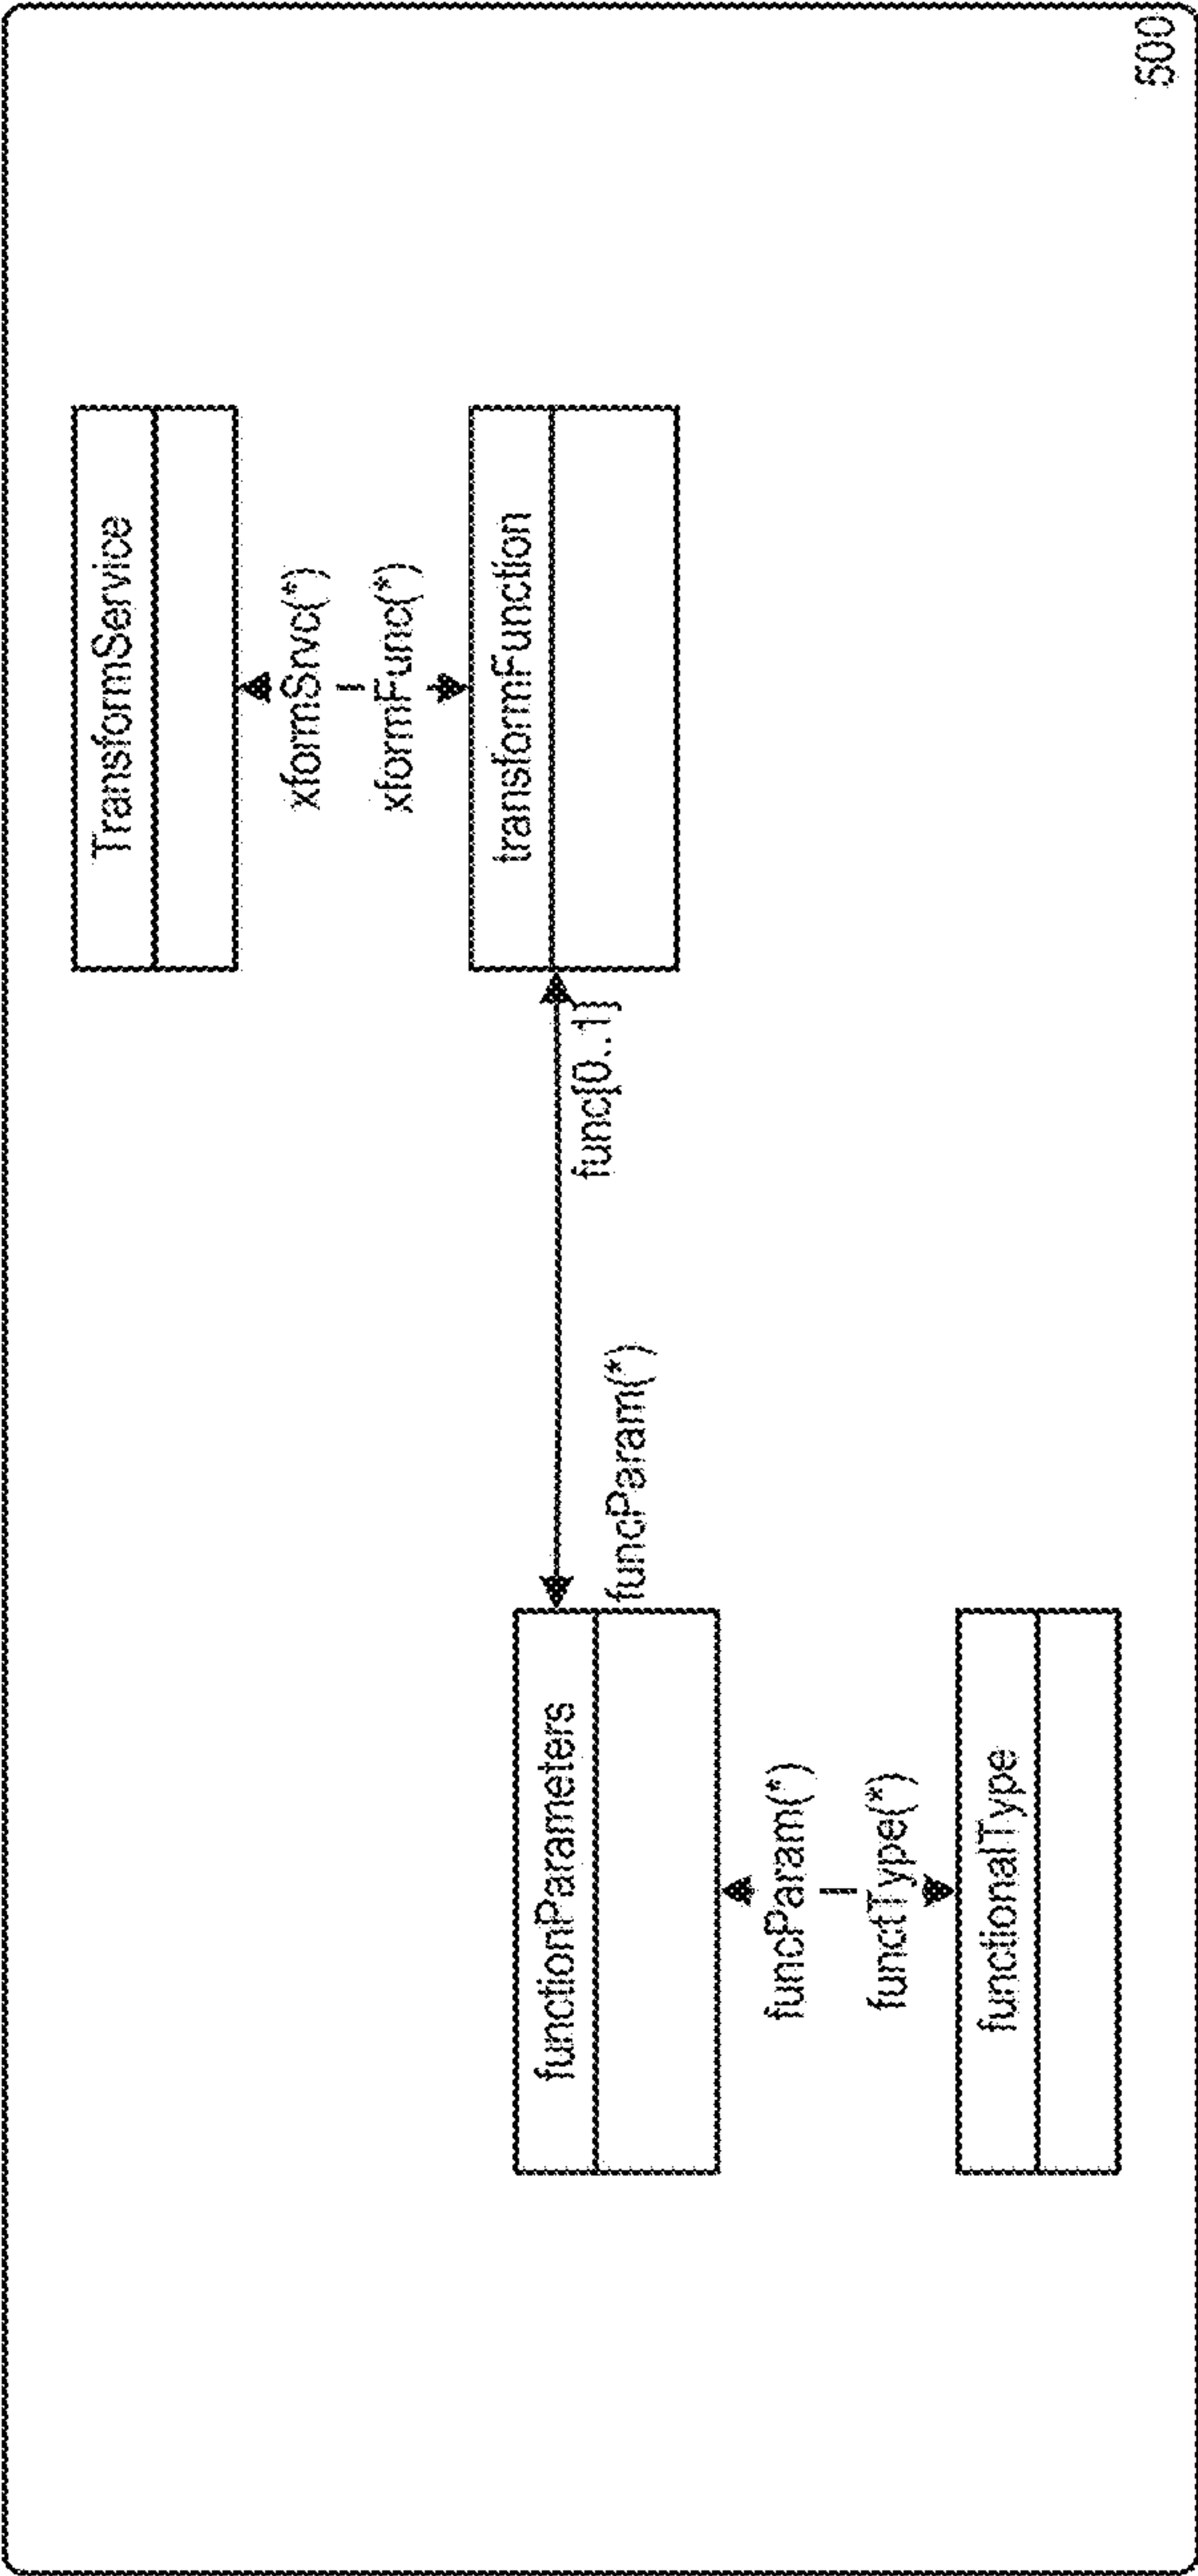 TransformService
xformSrvc(*)
xformFunc(*)
transformFunction
func[0..1]
funcParam(*)
functionParameters
funcParam(*)
functType(*)
functionalType
500